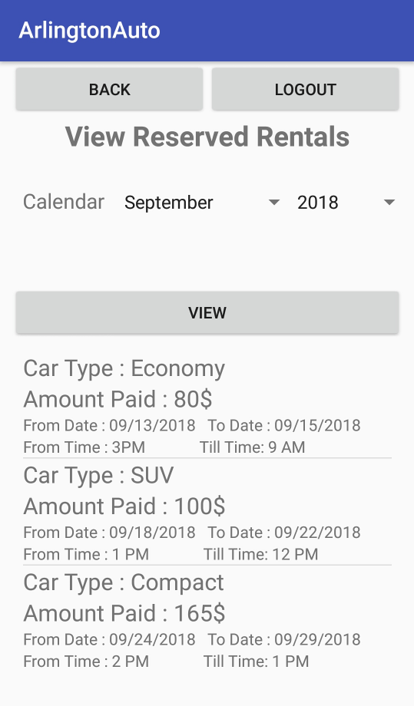 ArlingtonAuto
BACK LOGOUT
View Reserved Rentals
Calendar September 2018
VIEW
Car Type : Economy
Amount Paid : 80$
From Date : 09/13/2018 To Date : 09/15/2018
From Time : 3PM Till Time: 9 AM
Car Type : SUV
Amount Paid : 100$
From Date : 09/18/2018 To Date : 09/22/2018
From Time : 1 PM Till Time: 12 PM
Car Type : Compact
Amount Paid : 165$
From Date : 09/24/2018 To Date : 09/29/2018
From Time : 2 PM Till Time: 1 PM